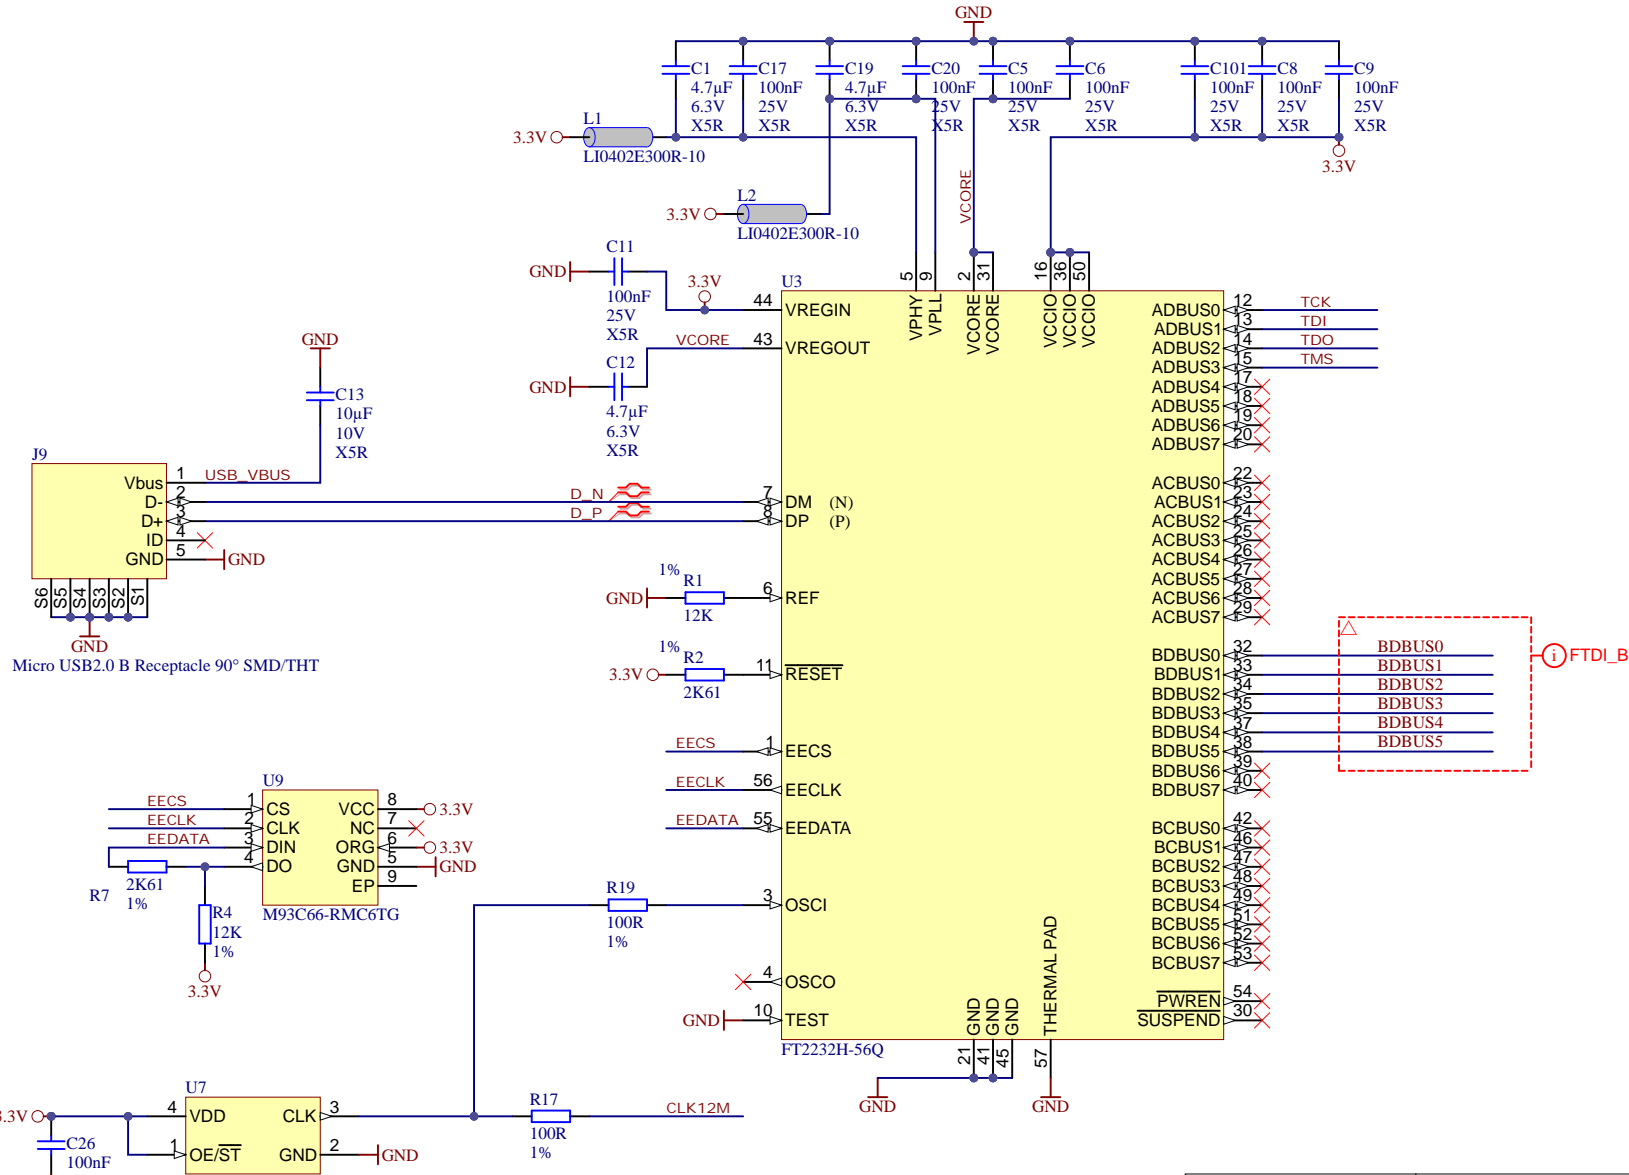 GND
C1
4.7µF
6.3V
X5R
C17
100nF
25V
X5R
C19
4.7µF
6.3V
X5R
C20
100nF
25V
X5R
C5
100nF
25V
X5R
C6
100nF
25V
X5R
C101
100nF
25V
X5R
C8
100nF
25V
X5R
C9
100nF
25V
X5R
3.3V
L1
3.3V
LI0402E300R-10
L2
3.3V
LI0402E300R-10
VCORE
C11
GND
100nF
25V
X5R
3.3V
VCORE
C12
GND
4.7µF
6.3V
X5R
GND
C13
10µF
10V
X5R
J9
Vbus 1 USB_VBUS
D- 2
D+ 3
ID 4
GND 5 GND
S6 S5 S4 S3 S2 S1
GND
Micro USB2.0 B Receptacle 90° SMD/THT
D_N
D_P
1%
R1
GND
12K
1%
R2
3.3V
2K61
EECS
EECLK
EEDATA
U3
5 VPHY
9 VPLL
2 VCORE
31 VCORE
16 VCCIO
36 VCCIO
50 VCCIO
44 VREGIN
43 VREGOUT
7 DM (N)
8 DP (P)
6 REF
11 RESET
1 EECS
56 EECLK
55 EEDATA
3 OSCI
4 OSCO
GND 10 TEST
ADBUS0 12 TCK
ADBUS1 13 TDI
ADBUS2 14 TDO
ADBUS3 15 TMS
ADBUS4 17
ADBUS5 18
ADBUS6 19
ADBUS7 20
ACBUS0 22
ACBUS1 23
ACBUS2 24
ACBUS3 25
ACBUS4 26
ACBUS5 27
ACBUS6 28
ACBUS7 29
BDBUS0 32 BDBUS0
BDBUS1 33 BDBUS1
BDBUS2 34 BDBUS2
BDBUS3 35 BDBUS3
BDBUS4 37 BDBUS4
BDBUS5 38 BDBUS5
BDBUS6 39
BDBUS7 40
i FTDI_B
BCBUS0 42
BCBUS1 46
BCBUS2 47
BCBUS3 48
BCBUS4 49
BCBUS5 51
BCBUS6 52
BCBUS7 53
PWREN 54
SUSPEND 30
GND 21
GND 41
GND 45
THERMAL PAD 57
FT2232H-56Q
GND
GND
U9
EECS 1 CS
EECLK 2 CLK
EEDATA 3 DIN
4 DO
VCC 8 3.3V
NC 7
ORG 6 3.3V
GND 5 GND
EP 9
M93C66-RMC6TG
R7
2K61
1%
R4
12K
1%
3.3V
R19
100R
1%
U7
3.3V
4 VDD
1 OE/ST
CLK 3
GND 2 GND
C26
100nF
R17
100R
1%
CLK12M